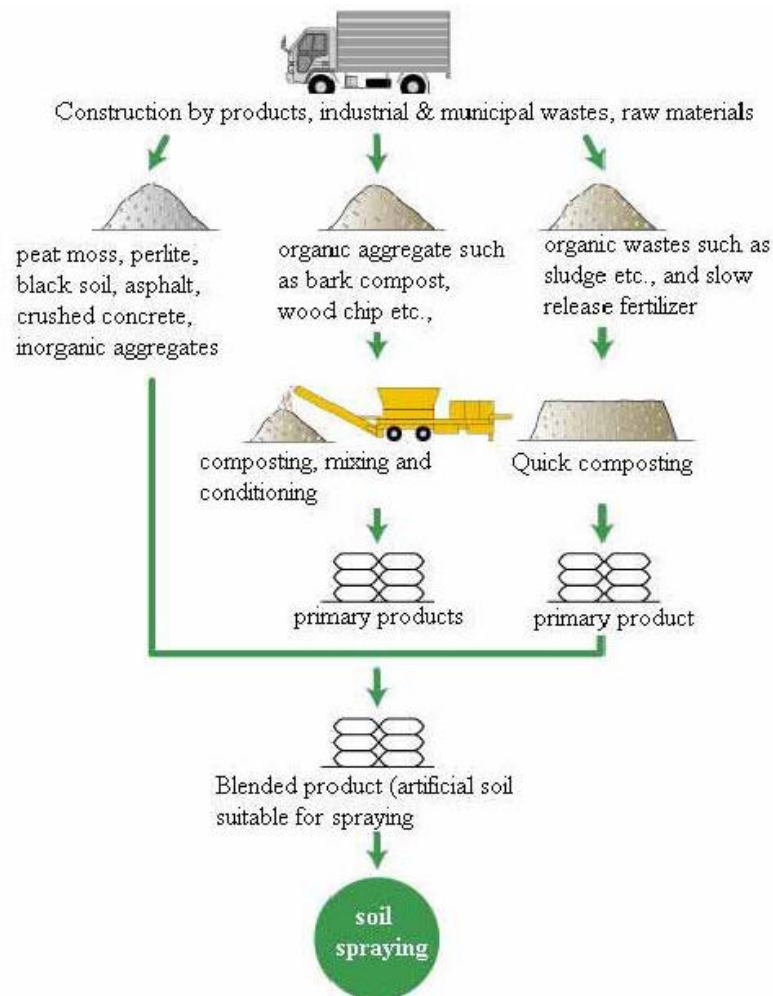 Construction by products, industrial & municipal wastes, raw materials
peat moss, perlite,
black soil, asphalt,
crushed concrete,
inorganic aggregates
organic aggregate such
as bark compost,
wood chip etc.,
organic wastes such as
sludge etc., and slow
release fertilizer
composting, mixing and
conditioning
Quick composting
primary products
primary product
Blended product (artificial soil
suitable for spraying
soil
spraying